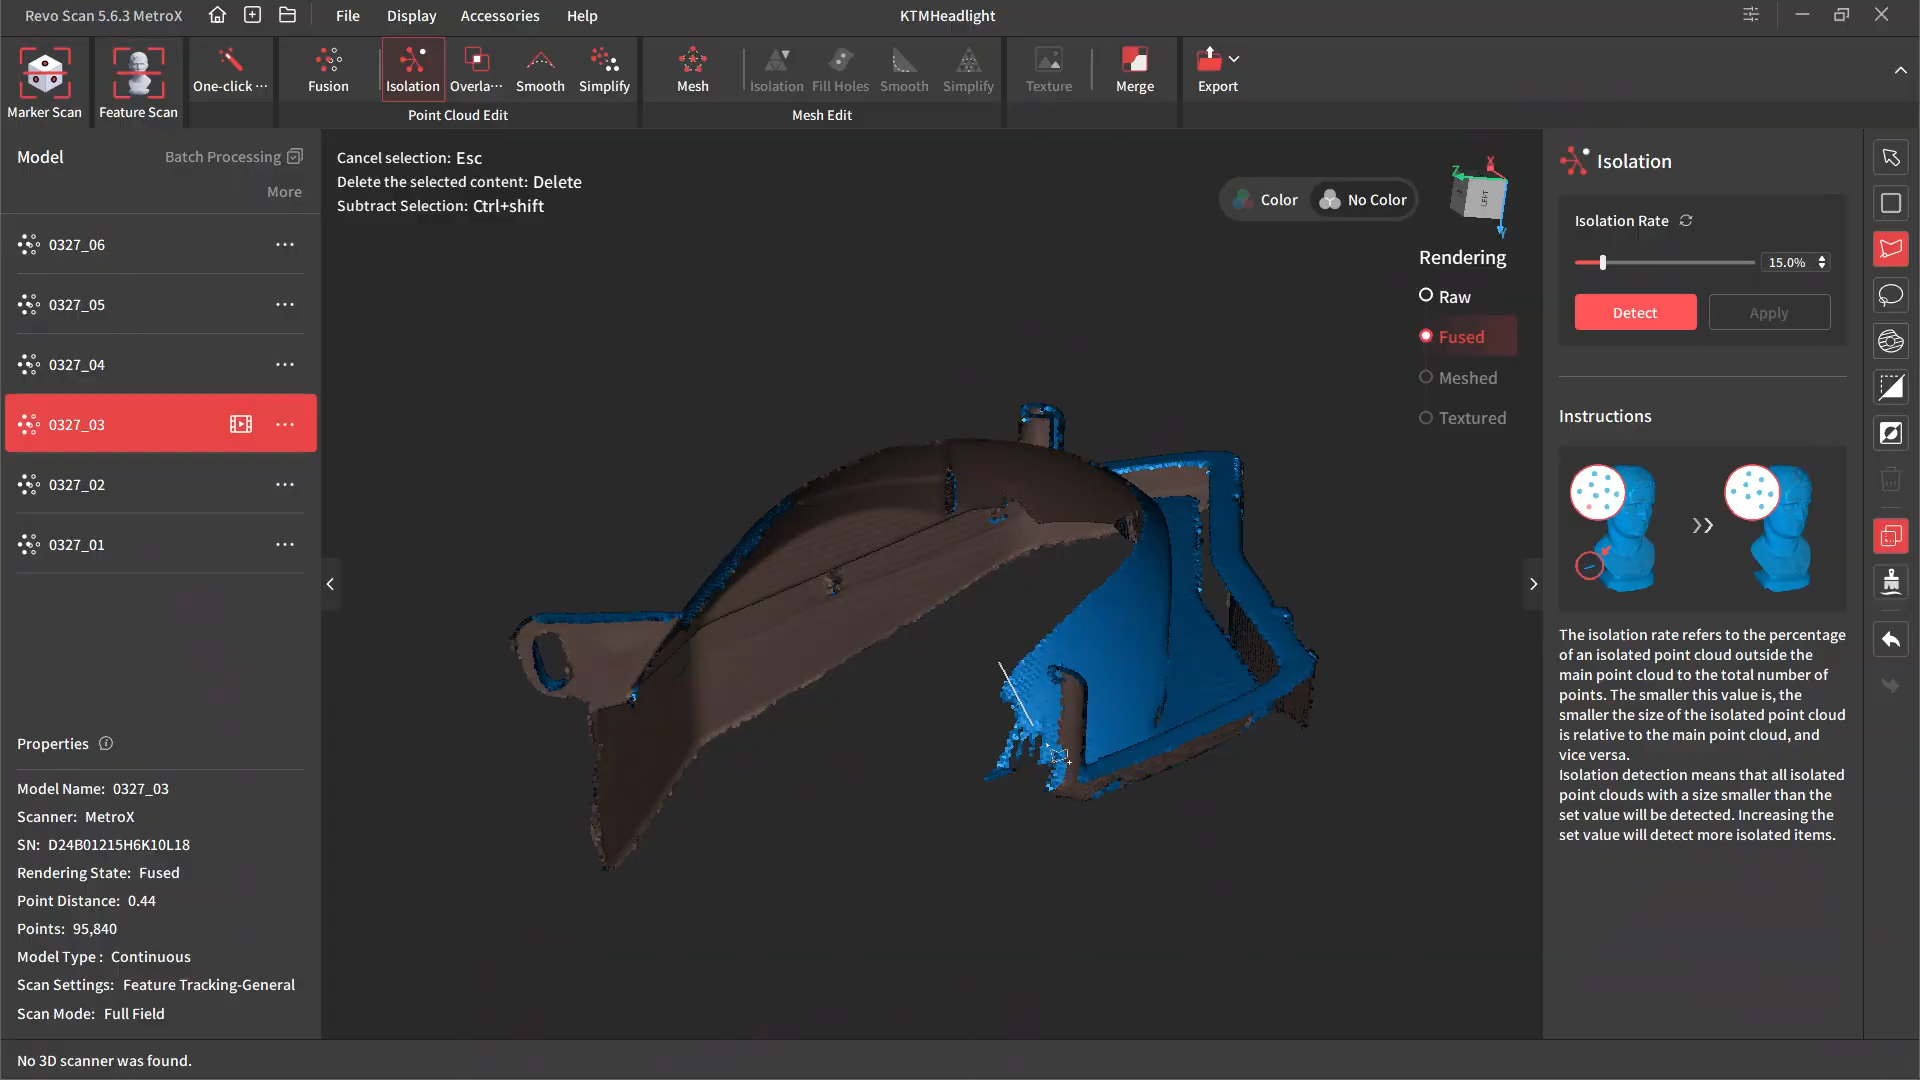 Revo Scan 5.6.3 MetroX
File
Display
Accessories
Help
KTMHeadlight
Marker Scan
Feature Scan
One-click ···
Fusion
Isolation
Overla···
Smooth
Simplify
Point Cloud Edit
Mesh
Isolation
Fill Holes
Smooth
Simplify
Mesh Edit
Texture
Merge
Export
Model
Batch Processing
More
0327_06
0327_05
0327_04
0327_03
0327_02
0327_01
Properties
Model Name: 0327_03
Scanner: MetroX
SN: D24B01215H6K10L18
Rendering State: Fused
Point Distance: 0.44
Points: 95,840
Model Type : Continuous
Scan Settings: Feature Tracking-General
Scan Mode: Full Field
No 3D scanner was found.
Cancel selection: Esc
Delete the selected content: Delete
Subtract Selection: Ctrl+shift
Color
No Color
Z
X
LEFT
Y
Rendering
Raw
Fused
Meshed
Textured
Isolation
Isolation Rate
15.0%
Detect
Apply
Instructions
The isolation rate refers to the percentage
of an isolated point cloud outside the
main point cloud to the total number of
points. The smaller this value is, the
smaller the size of the isolated point cloud
is relative to the main point cloud, and
vice versa.
Isolation detection means that all isolated
point clouds with a size smaller than the
set value will be detected. Increasing the
set value will detect more isolated items.